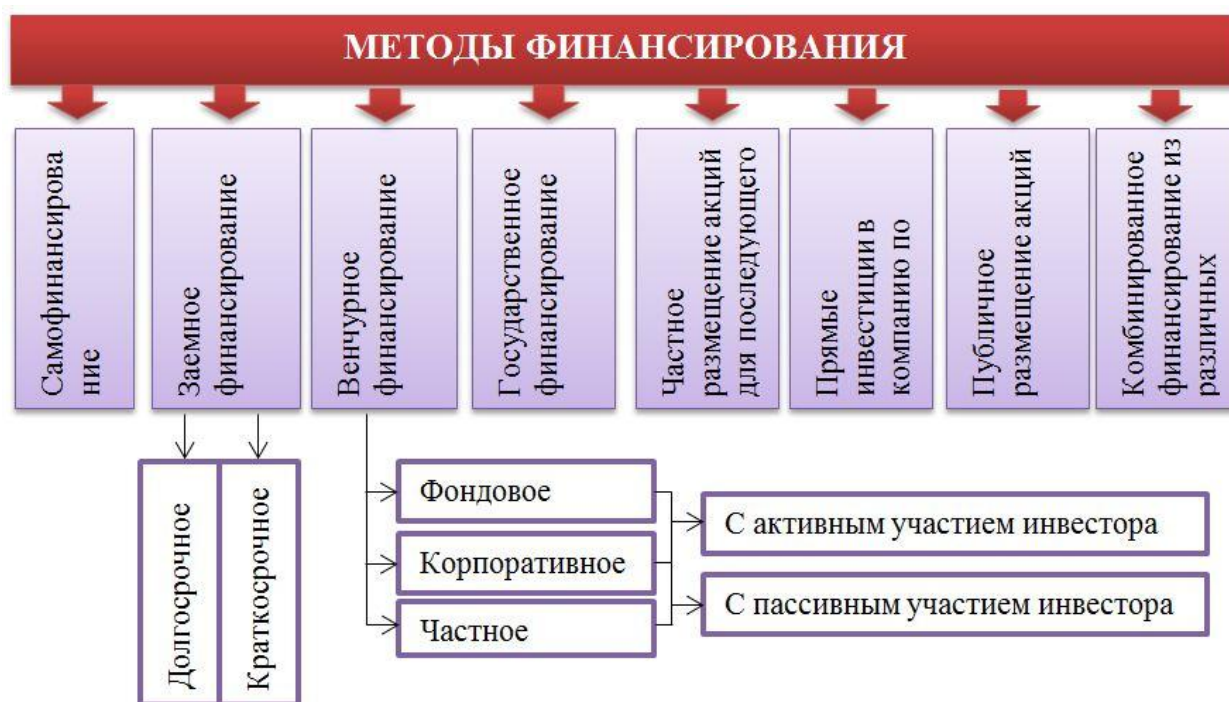 МЕТОДЫ ФИНАНСИРОВАНИЯ
Самофинансирова
ние
Заемное
финансирование
Венчурное
финансирование
Государственное
финансирование
Частное
размещение акций
для последующего
Прямые
инвестиции в
компанию по
Публичное
размещение акций
Комбинированное
финансирование из
различных
Долгосрочное
Краткосрочное
Фондовое
Корпоративное
Частное
С активным участием инвестора
С пассивным участием инвестора